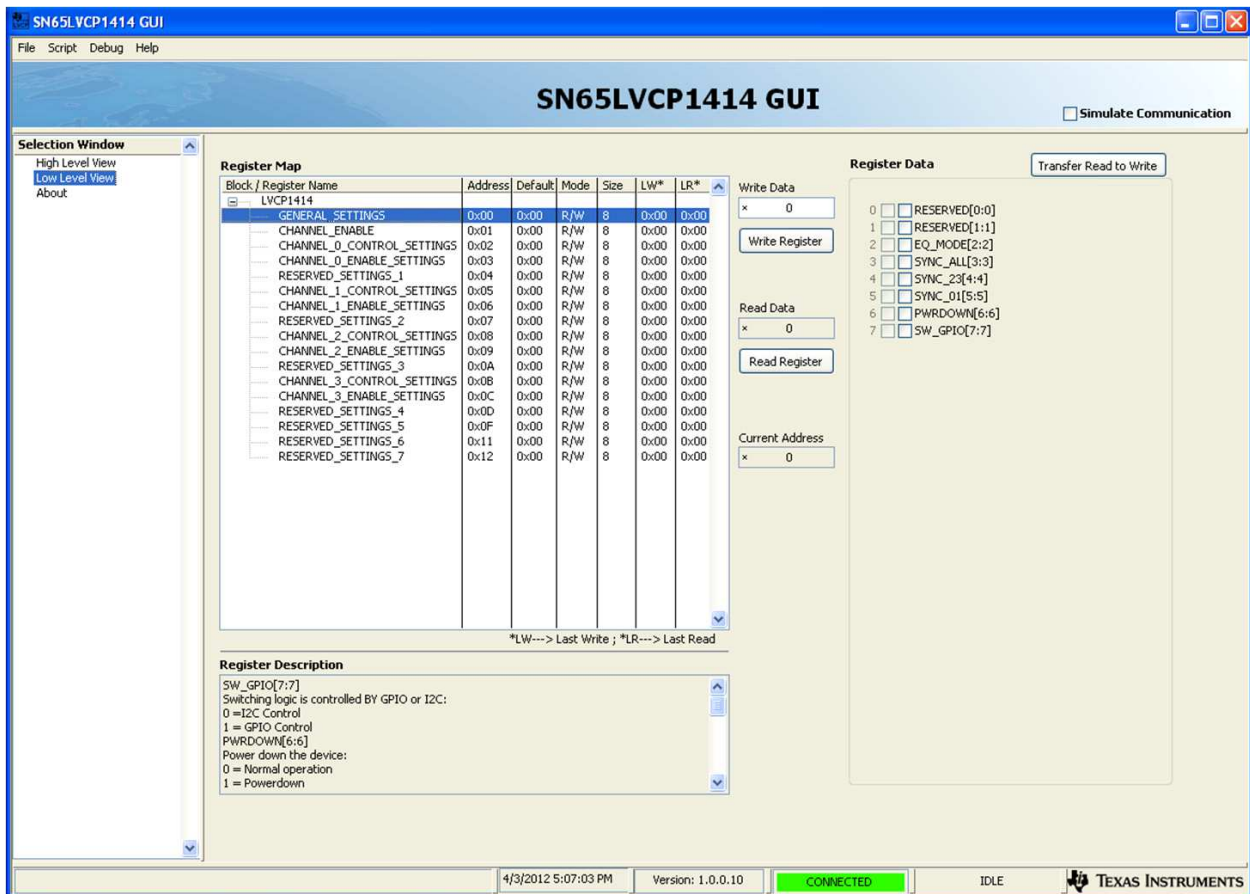 SN65LVCP1414 GUI
File Script Debug Help
SN65LVCP1414 GUI
Simulate Communication
Selection Window
High Level View
Low Level View
About
Register Map
Block / Register Name Address Default Mode Size LW* LR*
LVCP1414
GENERAL_SETTINGS 0x00 0x00 R/W 8 0x00 0x00
CHANNEL_ENABLE 0x01 0x00 R/W 8 0x00 0x00
CHANNEL_0_CONTROL_SETTINGS 0x02 0x00 R/W 8 0x00 0x00
CHANNEL_0_ENABLE_SETTINGS 0x03 0x00 R/W 8 0x00 0x00
RESERVED_SETTINGS_1 0x04 0x00 R/W 8 0x00 0x00
CHANNEL_1_CONTROL_SETTINGS 0x05 0x00 R/W 8 0x00 0x00
CHANNEL_1_ENABLE_SETTINGS 0x06 0x00 R/W 8 0x00 0x00
RESERVED_SETTINGS_2 0x07 0x00 R/W 8 0x00 0x00
CHANNEL_2_CONTROL_SETTINGS 0x08 0x00 R/W 8 0x00 0x00
CHANNEL_2_ENABLE_SETTINGS 0x09 0x00 R/W 8 0x00 0x00
RESERVED_SETTINGS_3 0x0A 0x00 R/W 8 0x00 0x00
CHANNEL_3_CONTROL_SETTINGS 0x0B 0x00 R/W 8 0x00 0x00
CHANNEL_3_ENABLE_SETTINGS 0x0C 0x00 R/W 8 0x00 0x00
RESERVED_SETTINGS_4 0x0D 0x00 R/W 8 0x00 0x00
RESERVED_SETTINGS_5 0x0F 0x00 R/W 8 0x00 0x00
RESERVED_SETTINGS_6 0x11 0x00 R/W 8 0x00 0x00
RESERVED_SETTINGS_7 0x12 0x00 R/W 8 0x00 0x00
*LW---> Last Write ; *LR---> Last Read
Write Data
x 0
Write Register
Read Data
x 0
Read Register
Current Address
x 0
Register Data
Transfer Read to Write
0 RESERVED[0:0]
1 RESERVED[1:1]
2 EQ_MODE[2:2]
3 SYNC_ALL[3:3]
4 SYNC_23[4:4]
5 SYNC_01[5:5]
6 PWRDOWN[6:6]
7 SW_GPIO[7:7]
Register Description
SW_GPIO[7:7]
Switching logic is controlled BY GPIO or I2C:
0 =I2C Control
1 = GPIO Control
PWRDOWN[6:6]
Power down the device:
0 = Normal operation
1 = Powerdown
4/3/2012 5:07:03 PM Version: 1.0.0.10 CONNECTED IDLE TEXAS INSTRUMENTS